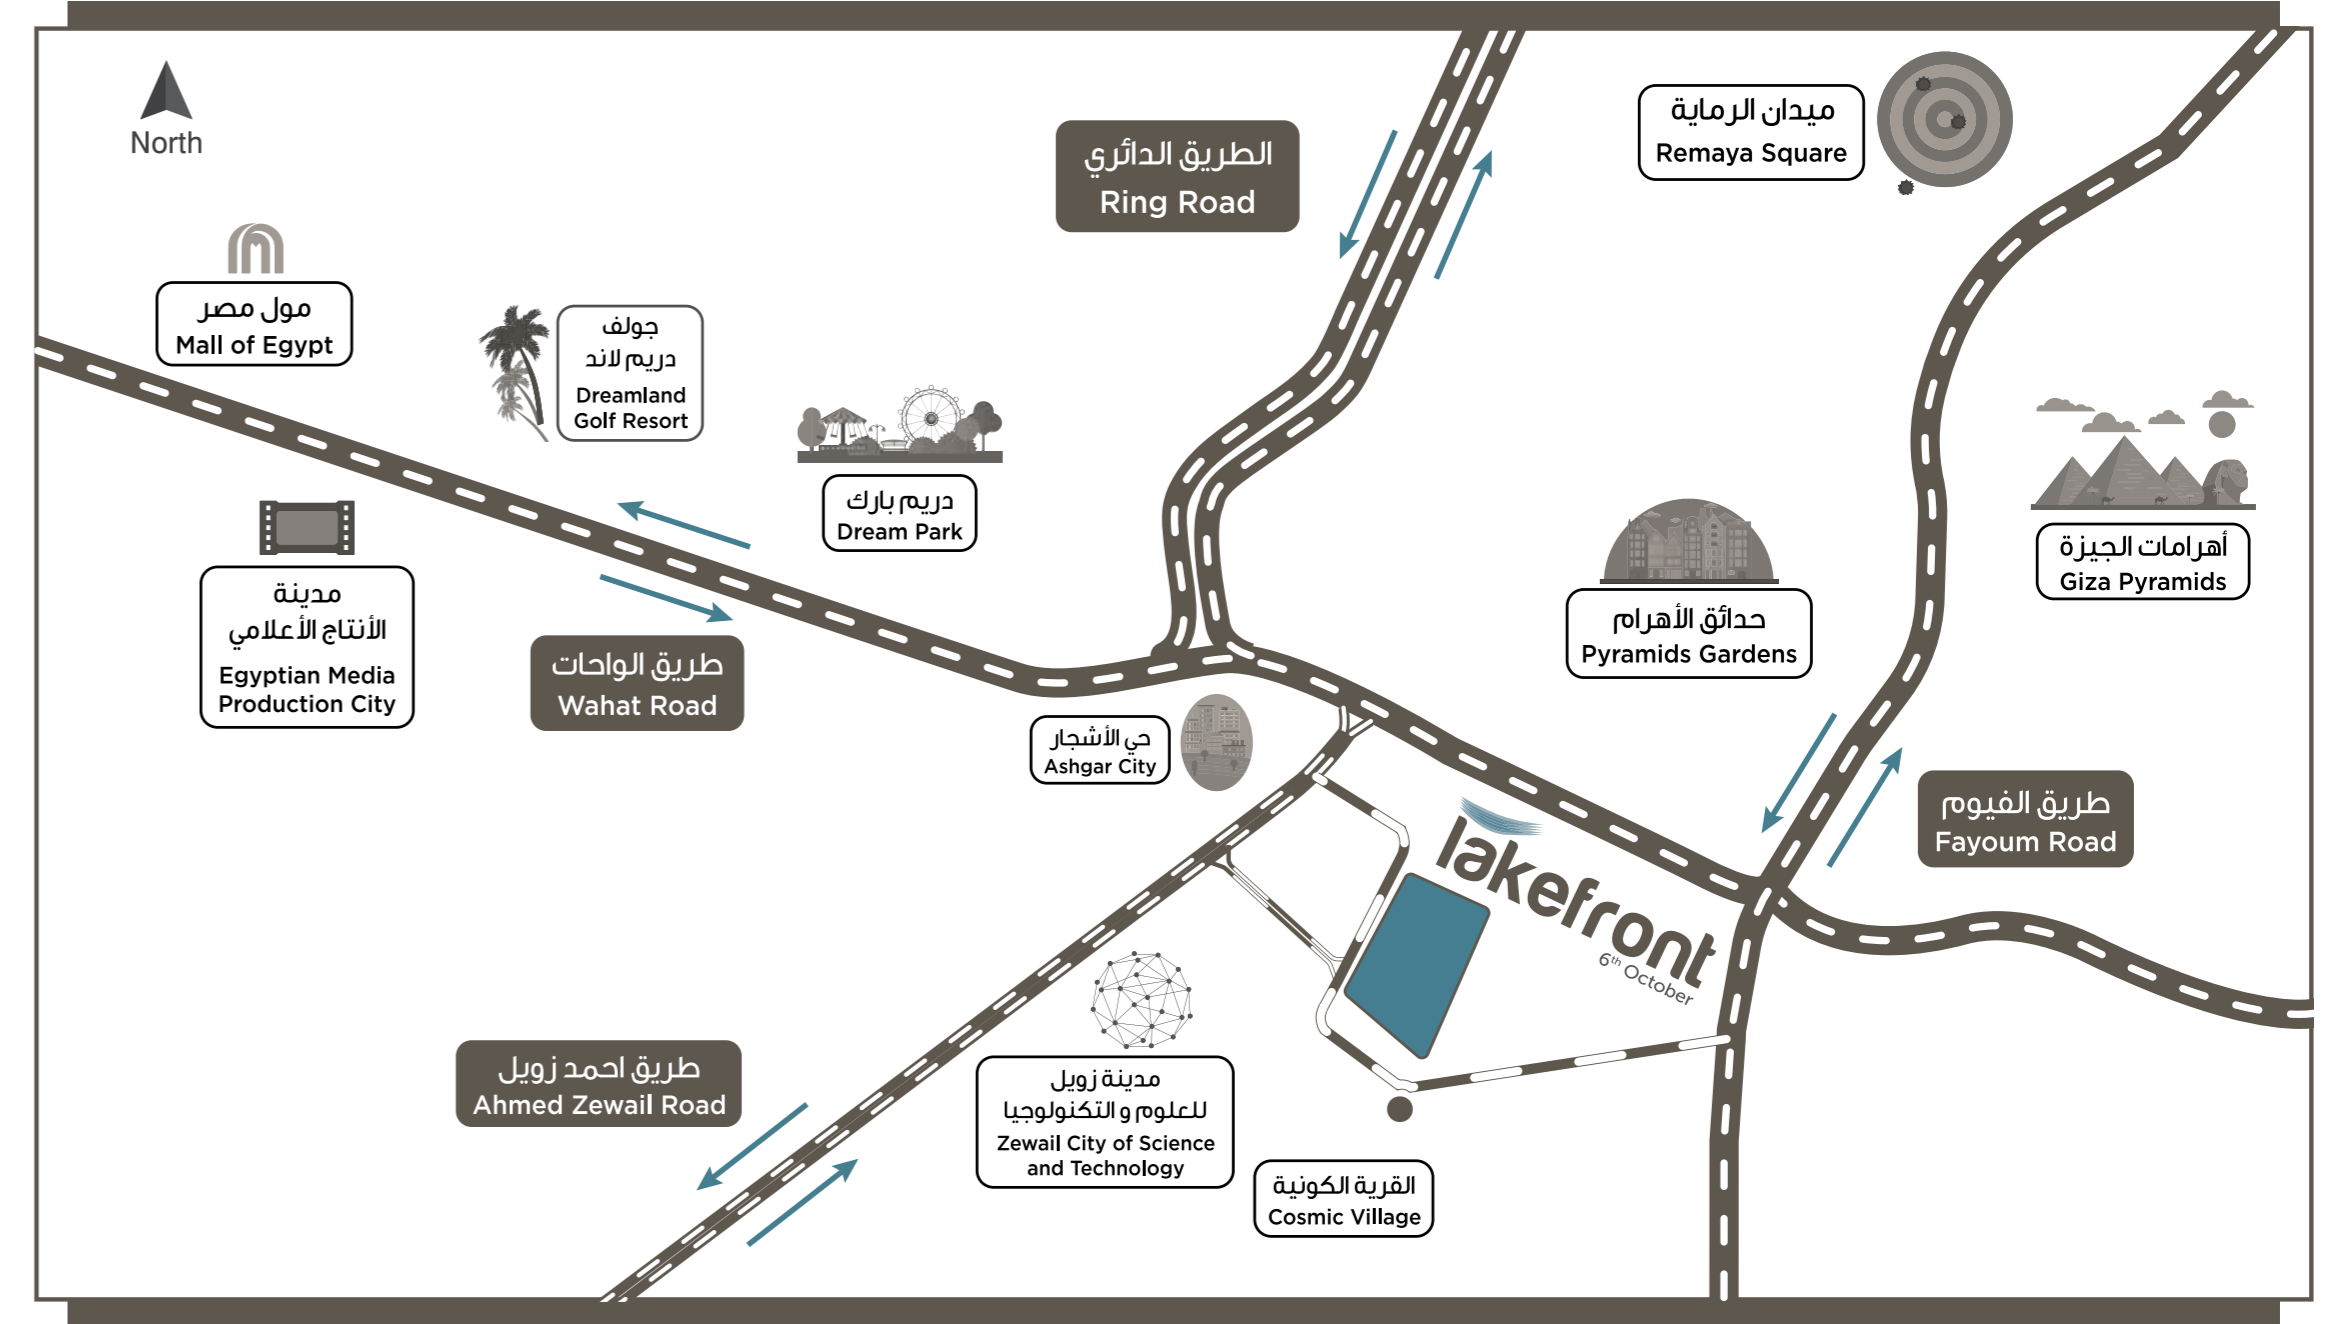 North
الطريق الدائري
Ring Road
ميدان الرماية
Remaya Square
مول مصر
Mall of Egypt
جولف
دريم لاند
Dreamland
Golf Resort
دريم بارك
Dream Park
مدينة
الأنتاج الأعلامي
Egyptian Media
Production City
طريق الواحات
Wahat Road
حدائق الأهرام
Pyramids Gardens
أهرامات الجيزة
Giza Pyramids
حي الأشجار
Ashgar City
طريق الفيوم
Fayoum Road
lakefront
6th October
طريق احمد زويل
Ahmed Zewail Road
مدينة زويل
للعلوم و التكنولوجيا
Zewail City of Science
and Technology
القرية الكونية
Cosmic Village